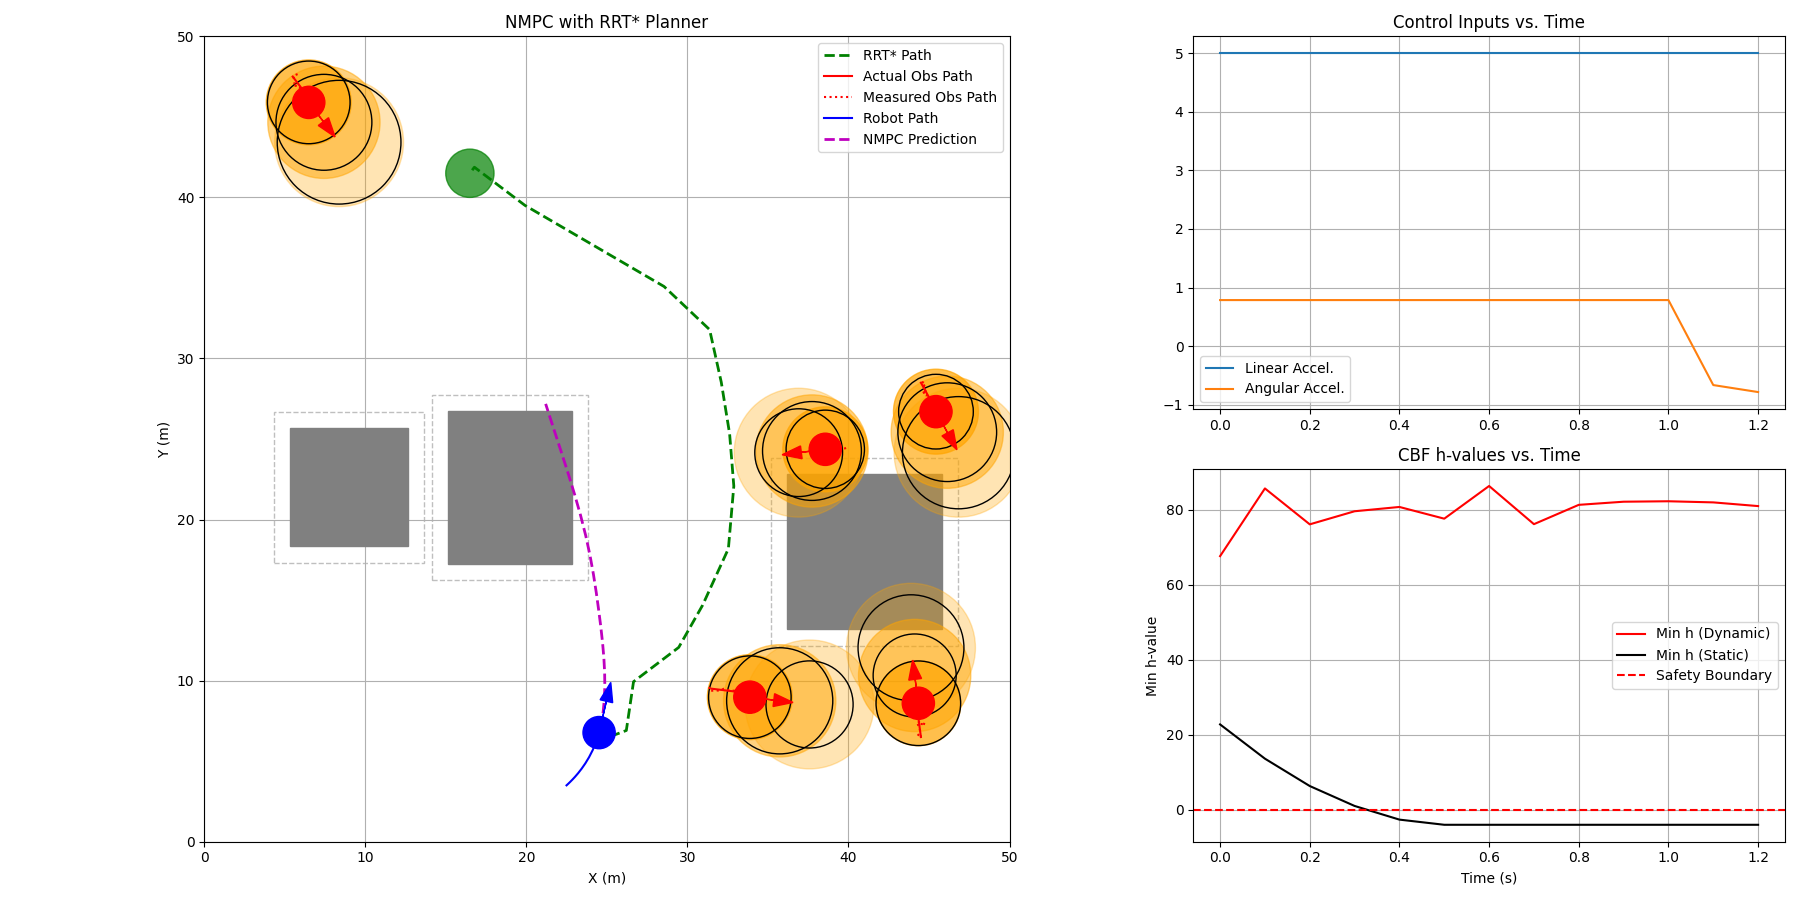 NMPC with RRT* Planner
50
40
30
20
10
0
Y (m)
0 10 20 30 40 50
X (m)
RRT* Path
Actual Obs Path
Measured Obs Path
Robot Path
NMPC Prediction
Control Inputs vs. Time
5
4
3
2
1
0
−1
0.0 0.2 0.4 0.6 0.8 1.0 1.2
Linear Accel.
Angular Accel.
CBF h-values vs. Time
80
60
40
20
0
Min h-value
0.0 0.2 0.4 0.6 0.8 1.0 1.2
Time (s)
Min h (Dynamic)
Min h (Static)
Safety Boundary